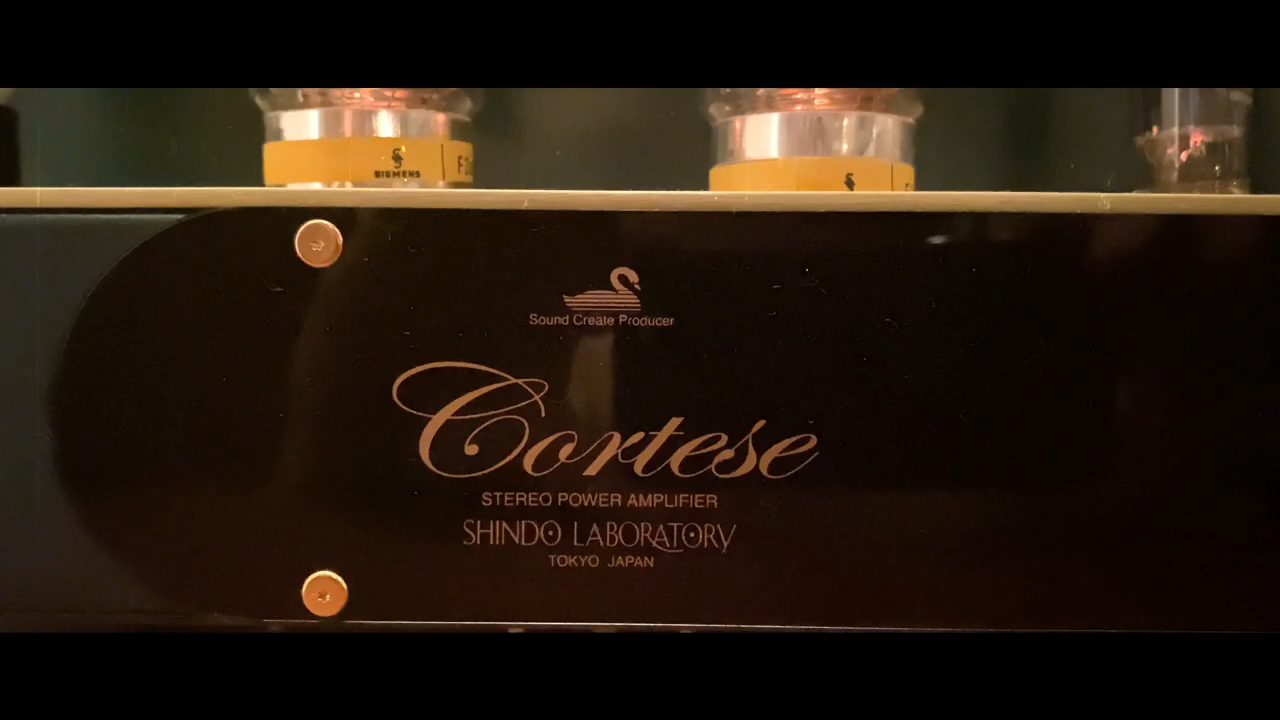 SIEMENS
Sound Create Producer
Cortese
STEREO POWER AMPLIFIER
SHINDO LABORATORY
TOKYO JAPAN